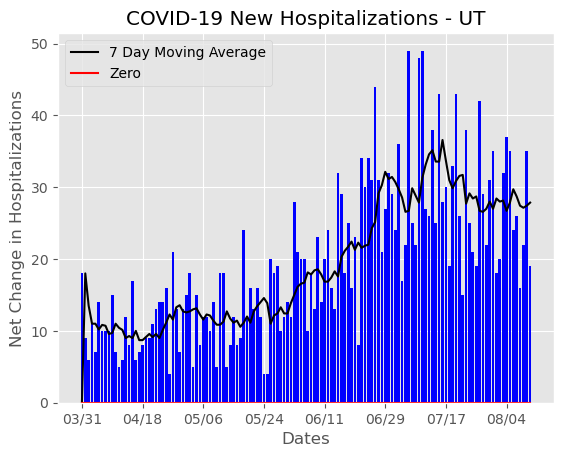 COVID-19 New Hospitalizations - UT
7 Day Moving Average
Zero
Net Change in Hospitalizations
50
40
30
20
10
0
03/31 04/18 05/06 05/24 06/11 06/29 07/17 08/04
Dates